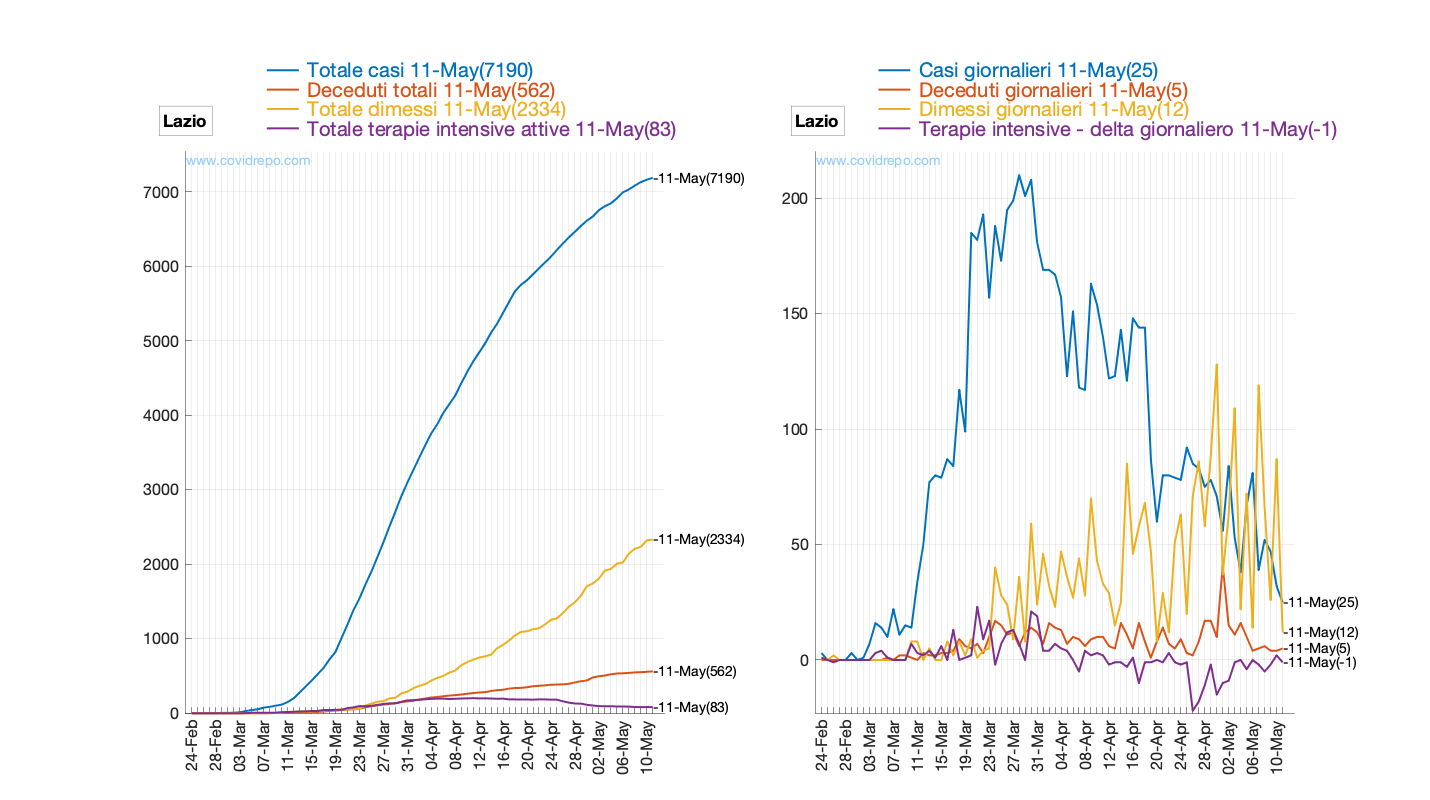 Totale casi 11-May(7190)
Deceduti totali 11-May(562)
Totale dimessi 11-May(2334)
Totale terapie intensive attive 11-May(83)
Lazio
www.covidrepo.com
7000
6000
5000
4000
3000
2000
1000
0
-11-May(7190)
-11-May(2334)
-11-May(562)
-11-May(83)
24-Feb
28-Feb
03-Mar
07-Mar
11-Mar
15-Mar
19-Mar
23-Mar
27-Mar
31-Mar
04-Apr
08-Apr
12-Apr
16-Apr
20-Apr
24-Apr
28-Apr
02-May
06-May
10-May
Casi giornalieri 11-May(25)
Deceduti giornalieri 11-May(5)
Dimessi giornalieri 11-May(12)
Terapie intensive - delta giornaliero 11-May(-1)
Lazio
www.covidrepo.com
200
150
100
50
0
-11-May(25)
-11-May(12)
-11-May(5)
-11-May(-1)
24-Feb
28-Feb
03-Mar
07-Mar
11-Mar
15-Mar
19-Mar
23-Mar
27-Mar
31-Mar
04-Apr
08-Apr
12-Apr
16-Apr
20-Apr
24-Apr
28-Apr
02-May
06-May
10-May